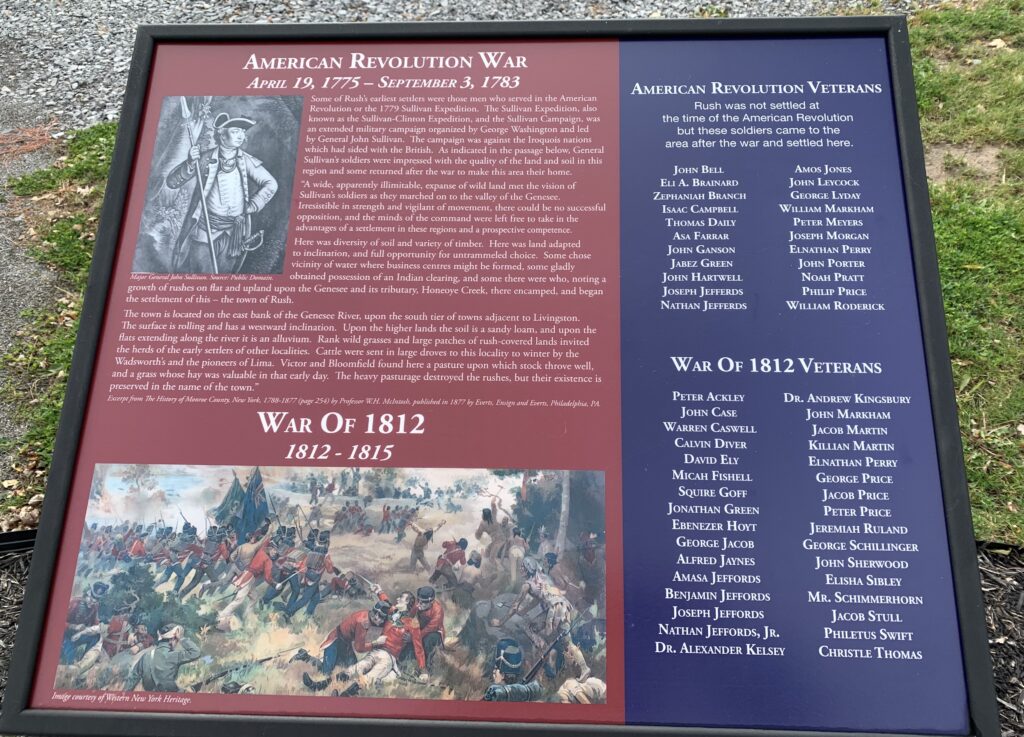 American Revolution War
April 19, 1775 – September 3, 1783
Some of Rush's earliest settlers were those men who served in the American
Revolution or the 1779 Sullivan Expedition. The Sullivan Expedition, also
known as the Sullivan-Clinton Expedition, and the Sullivan Campaign, was
an extended military campaign organized by George Washington and led
by General John Sullivan. The campaign was against the Iroquois nations
which had sided with the British. As indicated in the passage below, General
Sullivan's soldiers were impressed with the quality of the land and soil in this
region and some returned after the war to make this area their home.
"A wide, apparently illimitable, expanse of wild land met the vision of
Sullivan's soldiers as they marched on to the valley of the Genesee.
Irresistible in strength and vigilant of movement, there could be no successful
opposition, and the minds of the command were left free to take in the
advantages of a settlement in these regions and a prospective competence.
Here was diversity of soil and variety of timber. Here was land adapted
to inclination, and full opportunity for untrammeled choice. Some chose
vicinity of water where business centres might be formed, some gladly
obtained possession of an Indian clearing, and some there were who, noting a
growth of rushes on flat and upland upon the Genesee and its tributary, Honeoye Creek, there encamped, and began
the settlement of this – the town of Rush.
Major General John Sullivan. Source: Public Domain.
The town is located on the east bank of the Genesee River, upon the south tier of towns adjacent to Livingston.
The surface is rolling and has a westward inclination. Upon the higher lands the soil is a sandy loam, and upon the
flats extending along the river it is an alluvium. Rank wild grasses and large patches of rush-covered lands invited
the herds of the early settlers of other localities. Cattle were sent in large droves to this locality to winter by the
Wadsworth's and the pioneers of Lima. Victor and Bloomfield found here a pasture upon which stock throve well,
and a grass whose hay was valuable in that early day. The heavy pasturage destroyed the rushes, but their existence is
preserved in the name of the town."
Excerpt from The History of Monroe County, New York, 1788-1877 (page 254) by Professor W.H. McIntosh, published in 1877 by Everts, Ensign and Everts, Philadelphia, PA.
War Of 1812
1812 - 1815
Image courtesy of Western New York Heritage.
American Revolution Veterans
Rush was not settled at
the time of the American Revolution
but these soldiers came to the
area after the war and settled here.
John Bell
Eli A. Brainard
Zephaniah Branch
Isaac Campbell
Thomas Daily
Asa Farrar
John Ganson
Jabez Green
John Hartwell
Joseph Jefferds
Nathan Jefferds
Amos Jones
John Leycock
George Lyday
William Markham
Peter Meyers
Joseph Morgan
Elnathan Perry
John Porter
Noah Pratt
Philip Price
William Roderick
War Of 1812 Veterans
Peter Ackley
John Case
Warren Caswell
Calvin Diver
David Ely
Micah Fishell
Squire Goff
Jonathan Green
Ebenezer Hoyt
George Jacob
Alfred Jaynes
Amasa Jeffords
Benjamin Jeffords
Joseph Jeffords
Nathan Jeffords, Jr.
Dr. Alexander Kelsey
Dr. Andrew Kingsbury
John Markham
Jacob Martin
Killian Martin
Elnathan Perry
George Price
Jacob Price
Peter Price
Jeremiah Ruland
George Schillinger
John Sherwood
Elisha Sibley
Mr. Schimmerhorn
Jacob Stull
Philetus Swift
Christle Thomas